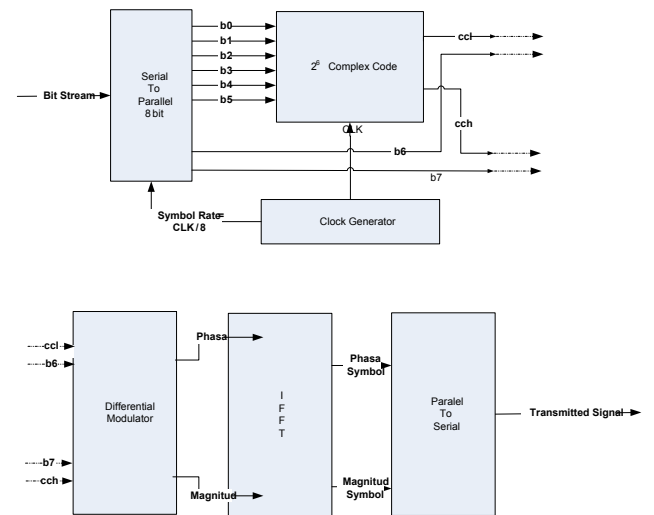 b0
b1
b2
b3
b4
b5
ccl
Serial
To
Parallel
8 bit
2⁶ Complex Code
Bit Stream
CLK
cch
b6
b7
Symbol Rate=
CLK / 8
Clock Generator
ccl
b6
b7
cch
Differential
Modulator
Phasa
Magnitud
I
F
F
T
Phasa
Symbol
Magnitud
Symbol
Paralel
To
Serial
Transmitted Signal